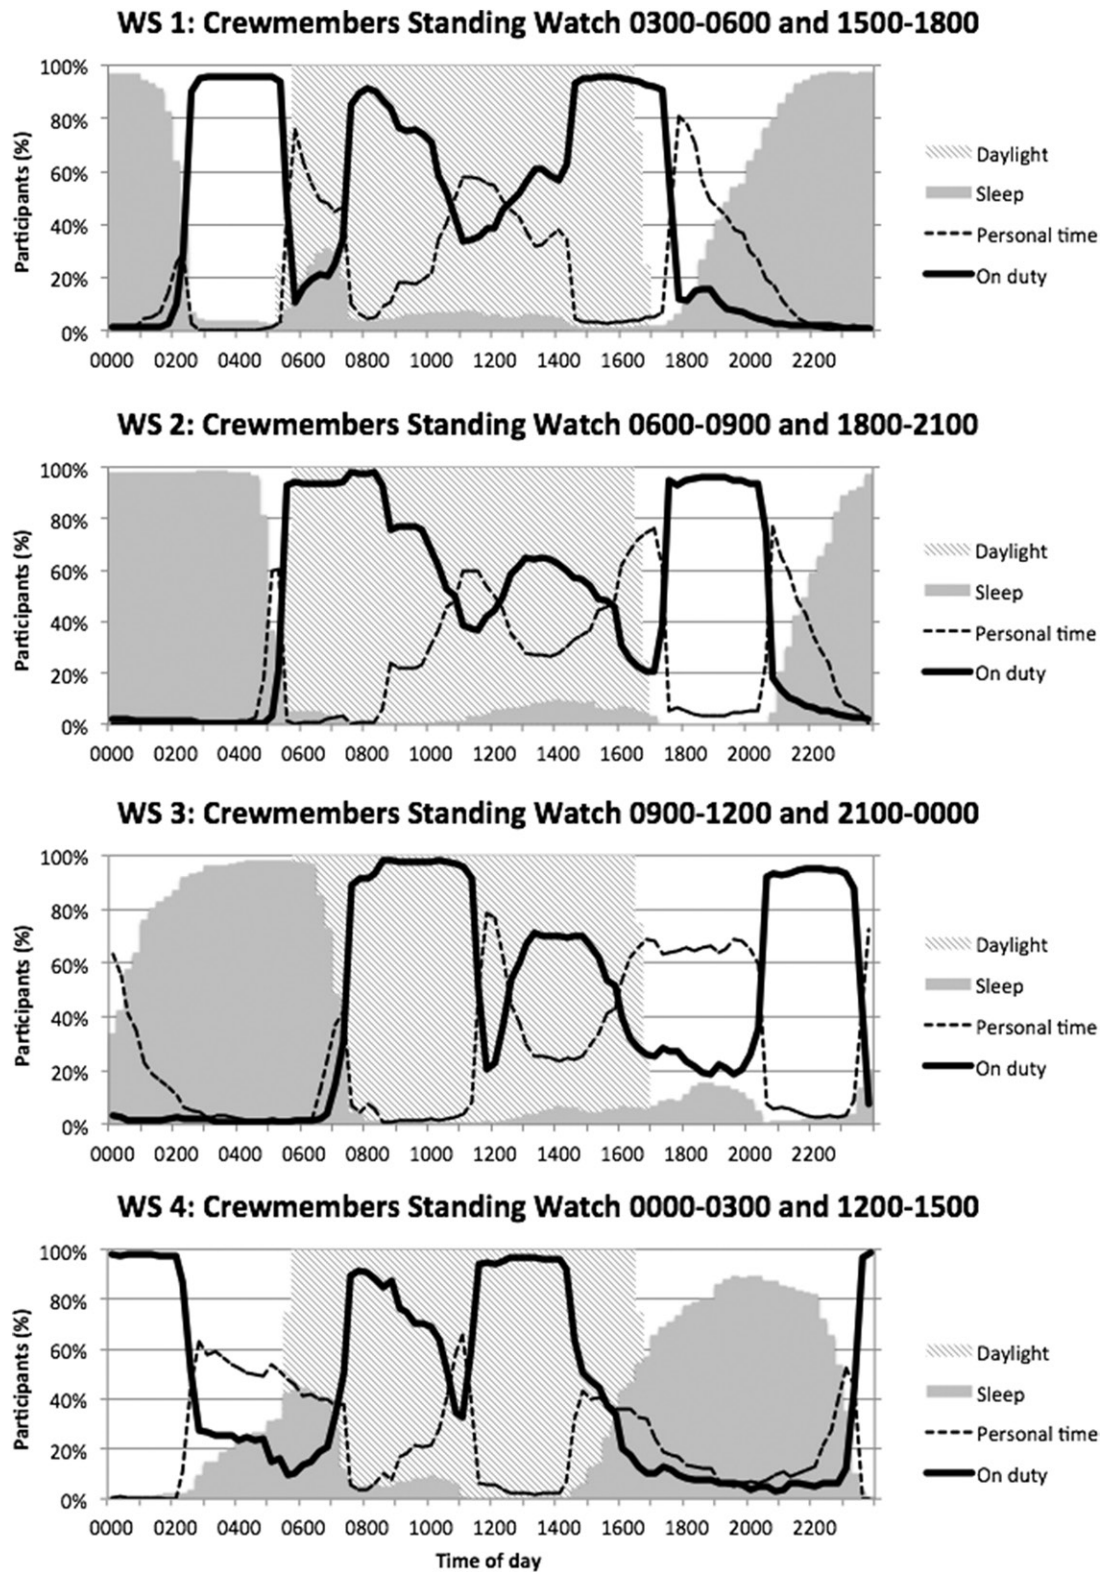 WS 1: Crewmembers Standing Watch 0300-0600 and 1500-1800
Participants (%)
100%
80%
60%
40%
20%
0%
0000 0200 0400 0600 0800 1000 1200 1400 1600 1800 2000 2200
Daylight
Sleep
Personal time
On duty
WS 2: Crewmembers Standing Watch 0600-0900 and 1800-2100
Participants (%)
100%
80%
60%
40%
20%
0%
0000 0200 0400 0600 0800 1000 1200 1400 1600 1800 2000 2200
Daylight
Sleep
Personal time
On duty
WS 3: Crewmembers Standing Watch 0900-1200 and 2100-0000
Participants (%)
100%
80%
60%
40%
20%
0%
0000 0200 0400 0600 0800 1000 1200 1400 1600 1800 2000 2200
Daylight
Sleep
Personal time
On duty
WS 4: Crewmembers Standing Watch 0000-0300 and 1200-1500
Participants (%)
100%
80%
60%
40%
20%
0%
0000 0200 0400 0600 0800 1000 1200 1400 1600 1800 2000 2200
Daylight
Sleep
Personal time
On duty
Time of day